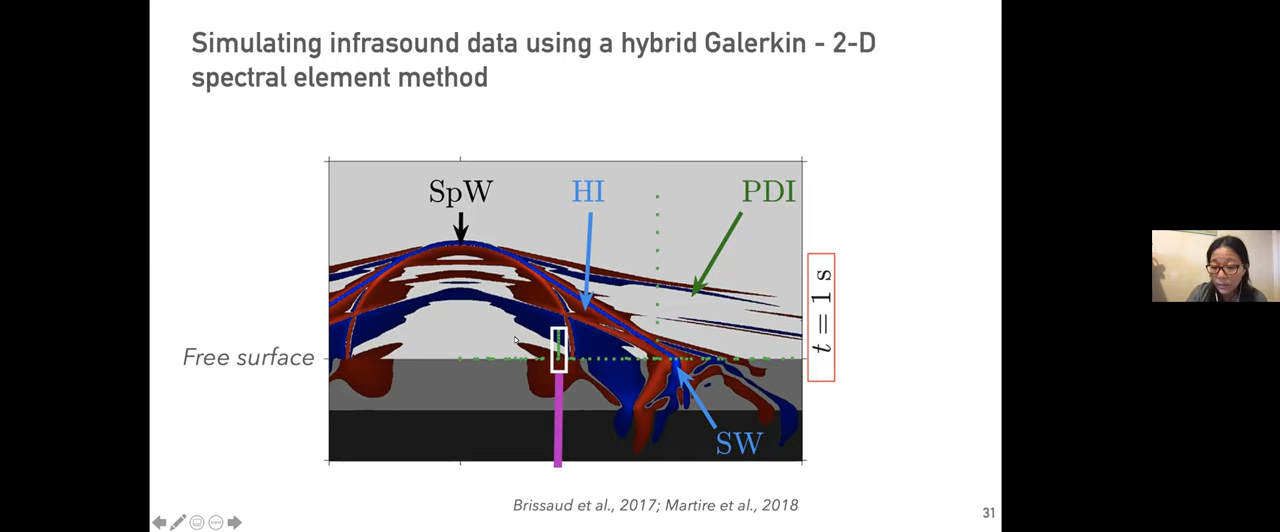 Simulating infrasound data using a hybrid Galerkin - 2-D
spectral element method
SpW
HI
PDI
t = 1 s
Free surface
SW
Brissaud et al., 2017; Martire et al., 2018
31